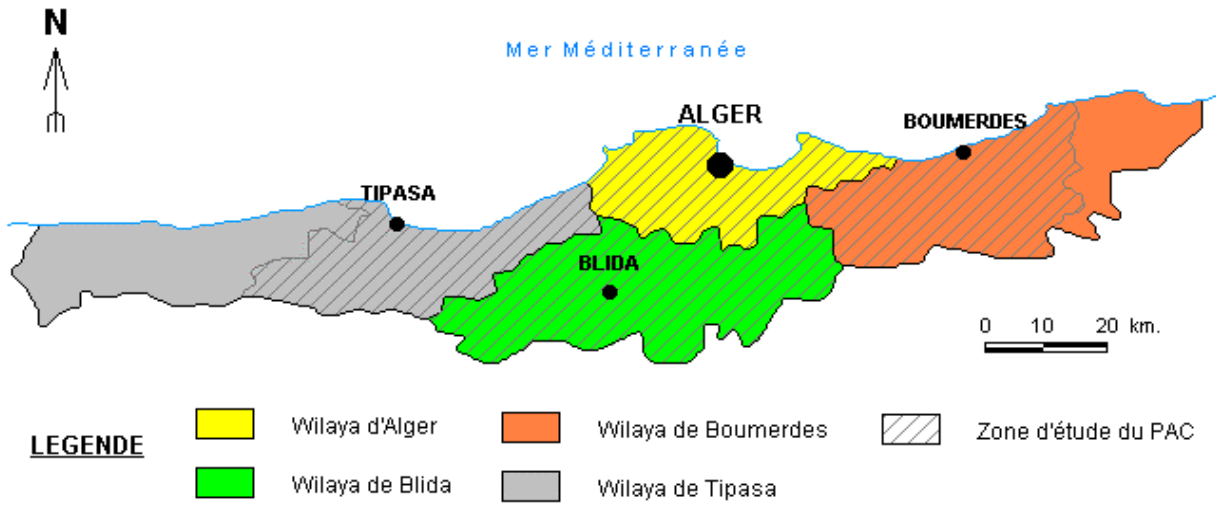 N
Mer Méditerranée
ALGER
BOUMERDES
TIPASA
BLIDA
0 10 20 km.
LEGENDE
Wilaya d'Alger
Wilaya de Boumerdes
Zone d'étude du PAC
Wilaya de Blida
Wilaya de Tipasa